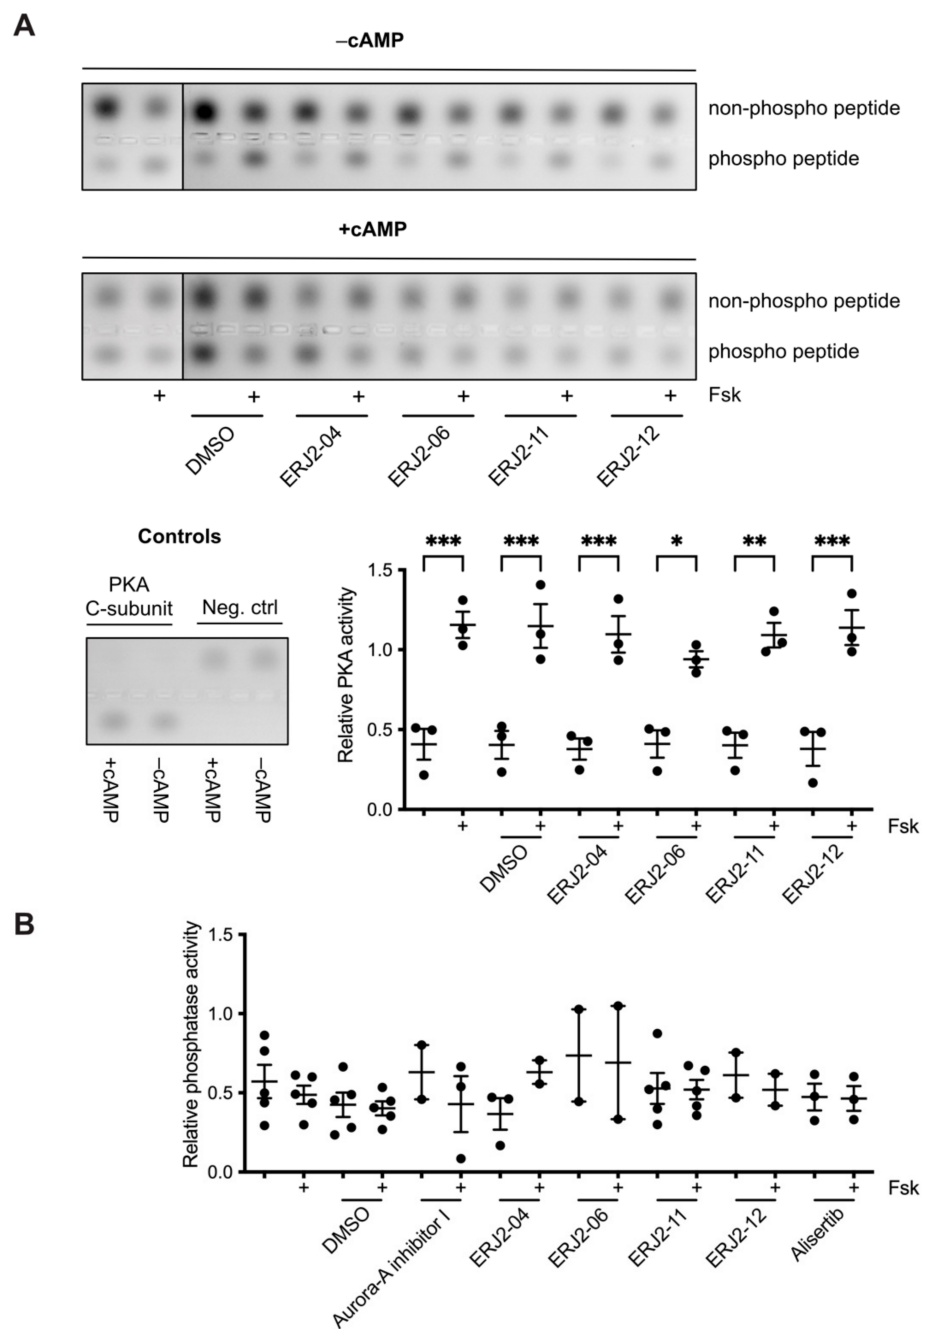 A
–cAMP
non-phospho peptide
phospho peptide
+cAMP
non-phospho peptide
phospho peptide
+ + + + + + Fsk
DMSO ERJ2-04 ERJ2-06 ERJ2-11 ERJ2-12
Controls
PKA
C-subunit Neg. ctrl
+cAMP –cAMP +cAMP –cAMP
*** *** *** * ** ***
Relative PKA activity
1.5
1.0
0.5
0.0
+ + + + + + Fsk
DMSO ERJ2-04 ERJ2-06 ERJ2-11 ERJ2-12
B
Relative phosphatase activity
1.5
1.0
0.5
0.0
+ + + + + + + + Fsk
DMSO Aurora-A inhibitor I ERJ2-04 ERJ2-06 ERJ2-11 ERJ2-12 Alisertib